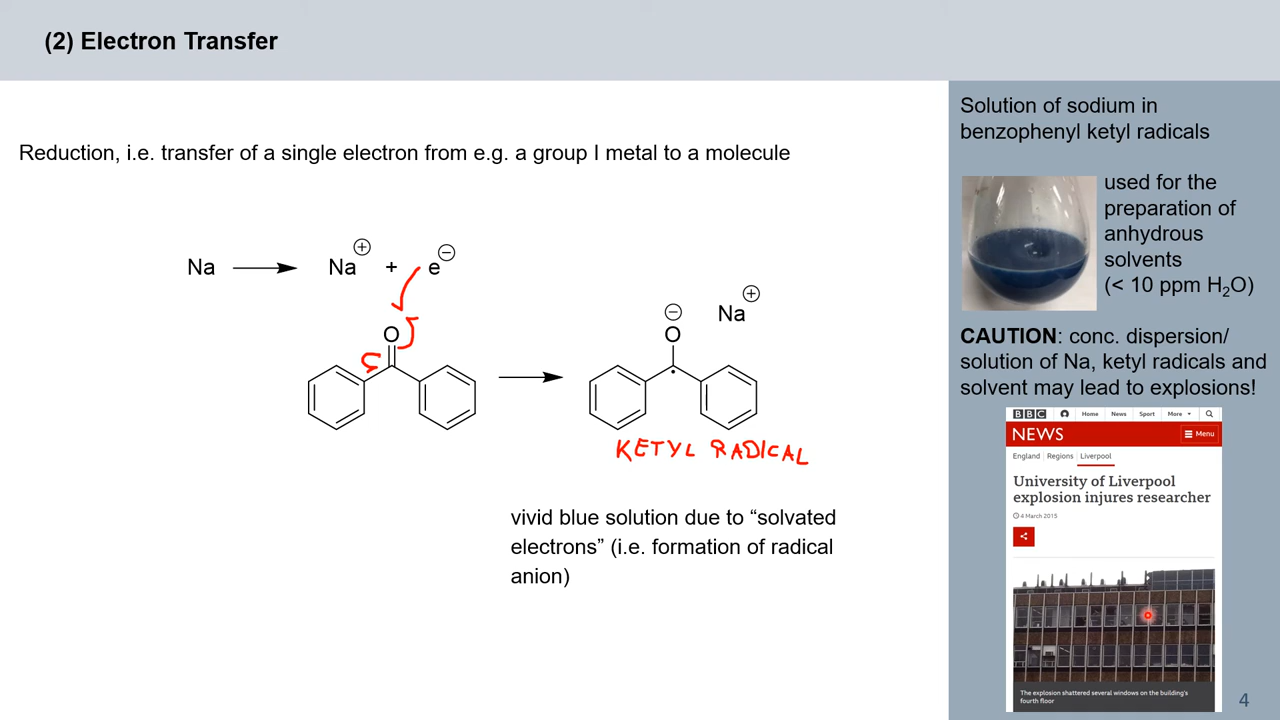 (2) Electron Transfer
Reduction, i.e. transfer of a single electron from e.g. a group I metal to a molecule
Na
Na ⊕ + e ⊖
O
⊖
O
Na ⊕
KETYL RADICAL
vivid blue solution due to “solvated
electrons” (i.e. formation of radical
anion)
Solution of sodium in
benzophenyl ketyl radicals
used for the
preparation of
anhydrous
solvents
(< 10 ppm H₂O)
CAUTION: conc. dispersion/
solution of Na, ketyl radicals and
solvent may lead to explosions!
BBC Home News Sport More
NEWS Menu
England Regions Liverpool
University of Liverpool
explosion injures researcher
4 March 2015
The explosion shattered several windows on the building's
fourth floor
4